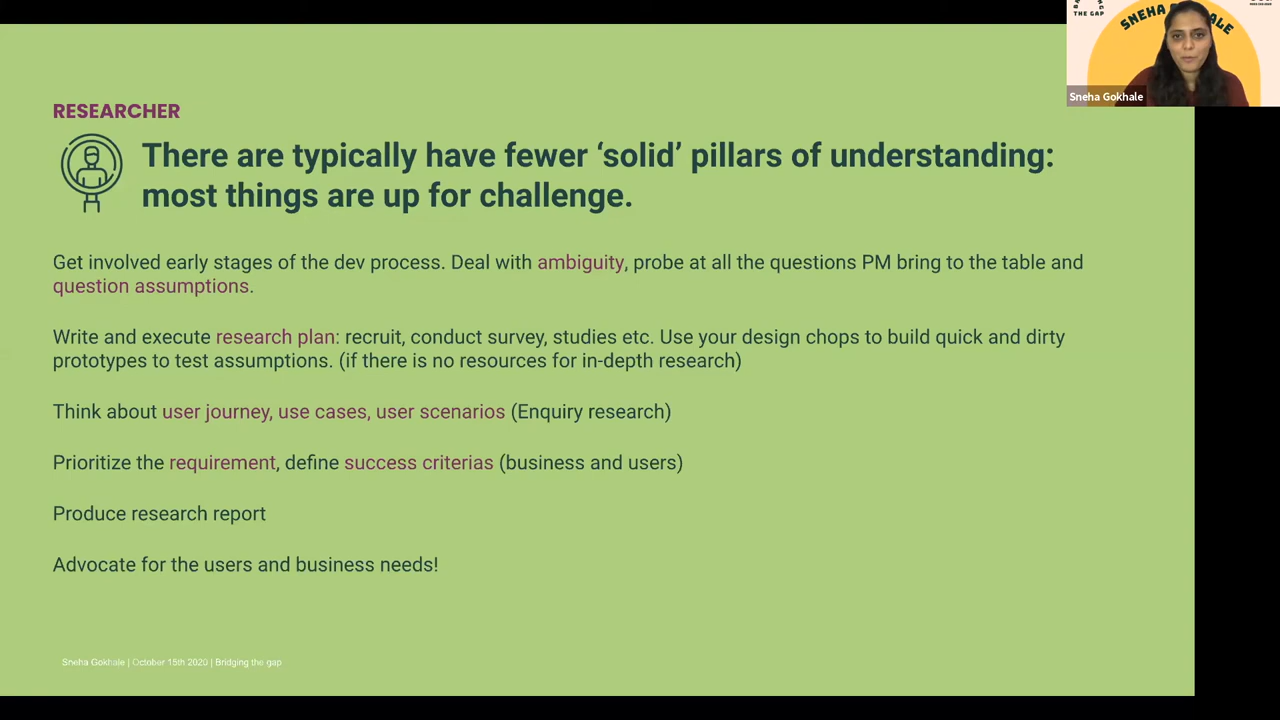 THE GAP
SNEHA GOKHALE
Sneha Gokhale
RESEARCHER
There are typically have fewer ‘solid’ pillars of understanding:
most things are up for challenge.
Get involved early stages of the dev process. Deal with ambiguity, probe at all the questions PM bring to the table and
question assumptions.
Write and execute research plan: recruit, conduct survey, studies etc. Use your design chops to build quick and dirty
prototypes to test assumptions. (if there is no resources for in-depth research)
Think about user journey, use cases, user scenarios (Enquiry research)
Prioritize the requirement, define success criterias (business and users)
Produce research report
Advocate for the users and business needs!
Sneha Gokhale | October 15th 2020 | Bridging the gap